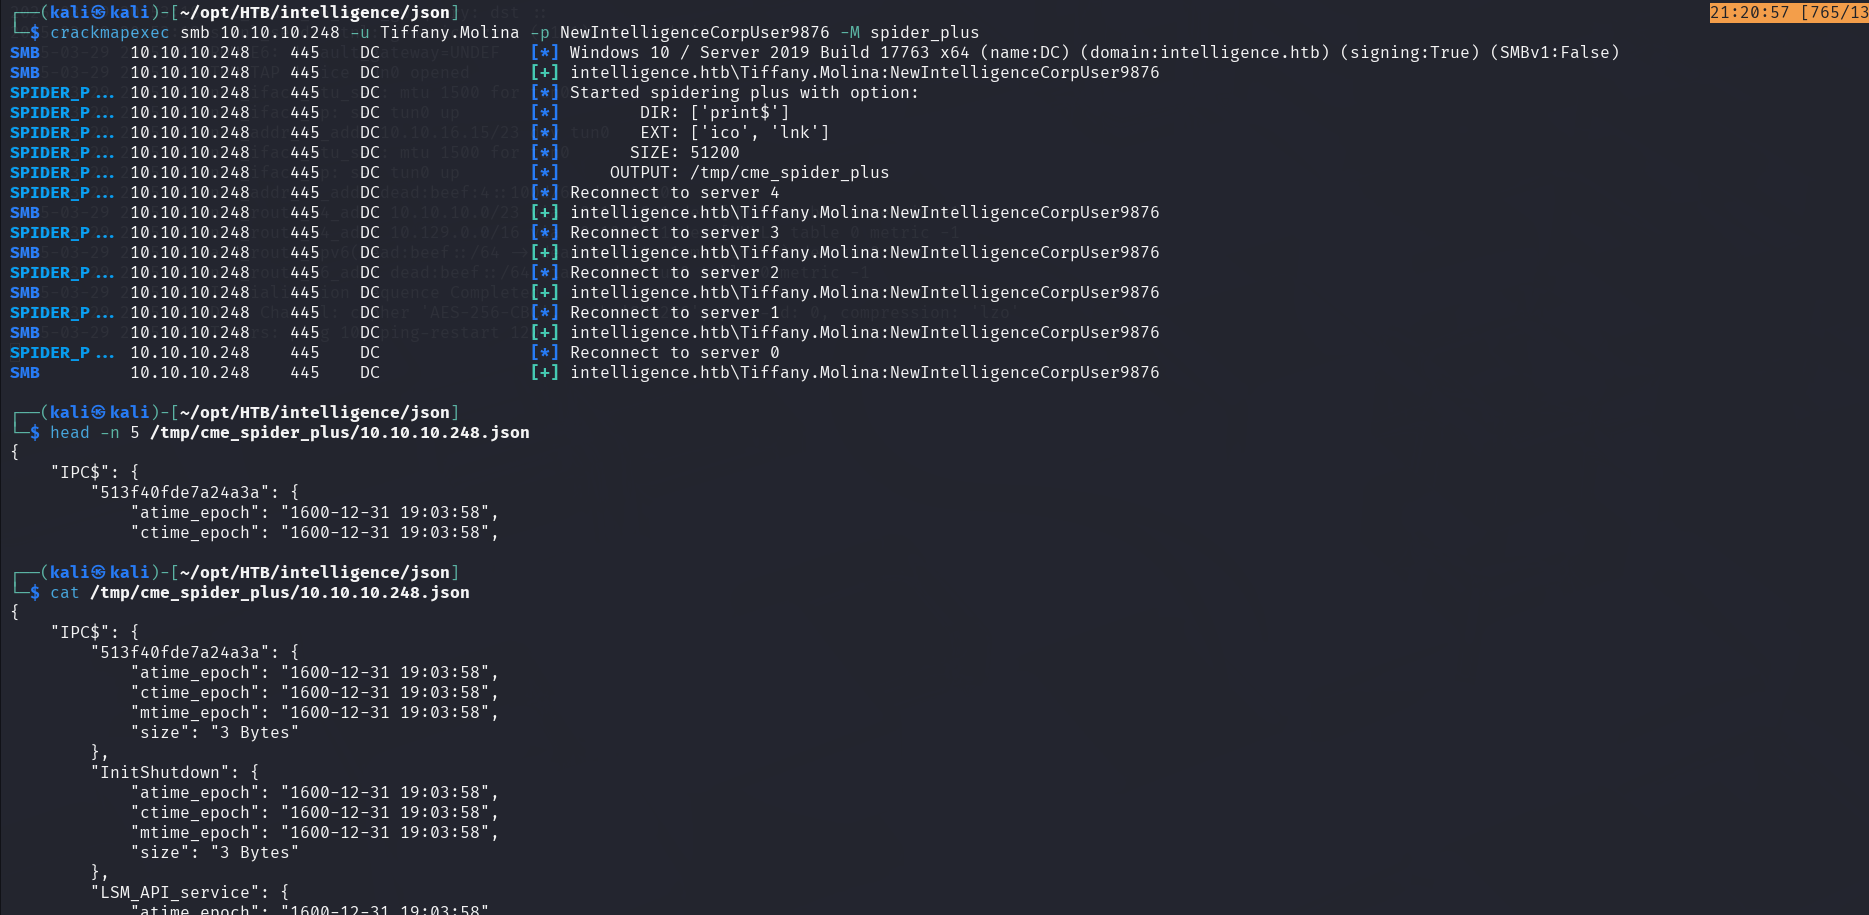 ┌──(kali㉿kali)-[~/opt/HTB/intelligence/json]
21:20:57 [765/13
└─$ crackmapexec smb 10.10.10.248 -u Tiffany.Molina -p NewIntelligenceCorpUser9876 -M spider_plus
SMB 10.10.10.248 445 DC [*] Windows 10 / Server 2019 Build 17763 x64 (name:DC) (domain:intelligence.htb) (signing:True) (SMBv1:False)
SMB 10.10.10.248 445 DC [+] intelligence.htb\Tiffany.Molina:NewIntelligenceCorpUser9876
SPIDER_P... 10.10.10.248 445 DC [*] Started spidering plus with option:
SPIDER_P... 10.10.10.248 445 DC [*] DIR: ['print$']
SPIDER_P... 10.10.10.248 445 DC [*] EXT: ['ico', 'lnk']
SPIDER_P... 10.10.10.248 445 DC [*] SIZE: 51200
SPIDER_P... 10.10.10.248 445 DC [*] OUTPUT: /tmp/cme_spider_plus
SPIDER_P... 10.10.10.248 445 DC [*] Reconnect to server 4
SMB 10.10.10.248 445 DC [+] intelligence.htb\Tiffany.Molina:NewIntelligenceCorpUser9876
SPIDER_P... 10.10.10.248 445 DC [*] Reconnect to server 3
SMB 10.10.10.248 445 DC [+] intelligence.htb\Tiffany.Molina:NewIntelligenceCorpUser9876
SPIDER_P... 10.10.10.248 445 DC [*] Reconnect to server 2
SMB 10.10.10.248 445 DC [+] intelligence.htb\Tiffany.Molina:NewIntelligenceCorpUser9876
SPIDER_P... 10.10.10.248 445 DC [*] Reconnect to server 1
SMB 10.10.10.248 445 DC [+] intelligence.htb\Tiffany.Molina:NewIntelligenceCorpUser9876
SPIDER_P... 10.10.10.248 445 DC [*] Reconnect to server 0
SMB 10.10.10.248 445 DC [+] intelligence.htb\Tiffany.Molina:NewIntelligenceCorpUser9876
┌──(kali㉿kali)-[~/opt/HTB/intelligence/json]
└─$ head -n 5 /tmp/cme_spider_plus/10.10.10.248.json
{
    "IPC$": {
        "513f40fde7a24a3a": {
            "atime_epoch": "1600-12-31 19:03:58",
            "ctime_epoch": "1600-12-31 19:03:58",
┌──(kali㉿kali)-[~/opt/HTB/intelligence/json]
└─$ cat /tmp/cme_spider_plus/10.10.10.248.json
{
    "IPC$": {
        "513f40fde7a24a3a": {
            "atime_epoch": "1600-12-31 19:03:58",
            "ctime_epoch": "1600-12-31 19:03:58",
            "mtime_epoch": "1600-12-31 19:03:58",
            "size": "3 Bytes"
        },
        "InitShutdown": {
            "atime_epoch": "1600-12-31 19:03:58",
            "ctime_epoch": "1600-12-31 19:03:58",
            "mtime_epoch": "1600-12-31 19:03:58",
            "size": "3 Bytes"
        },
        "LSM_API_service": {
            "atime_epoch": "1600-12-31 19:03:58"